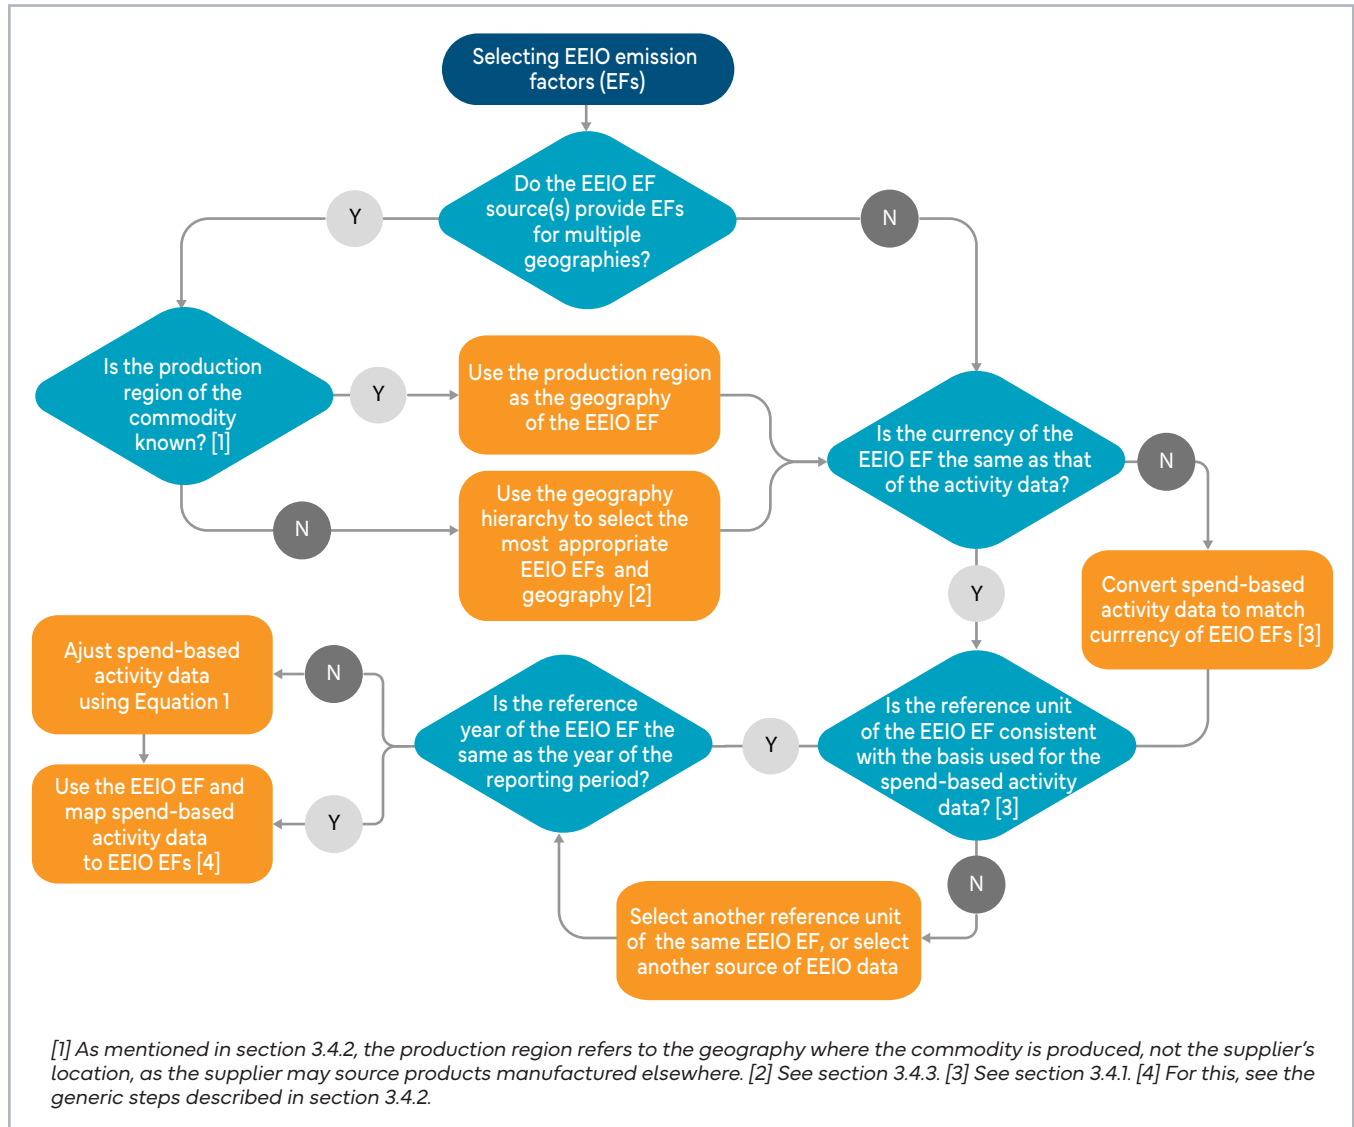 Selecting EEIO emission
factors (EFs)
Do the EEIO EF
source(s) provide EFs
for multiple
geographies?
Y
N
Is the production
region of the
commodity
known? [1]
Y
Use the production region
as the geography
of the EEIO EF
N
Use the geography
hierarchy to select the
most appropriate
EEIO EFs and
geography [2]
Is the currency of the
EEIO EF the same as that
of the activity data?
N
Convert spend-based
activity data to match
currrency of EEIO EFs [3]
Y
Is the reference unit
of the EEIO EF consistent
with the basis used for the
spend-based activity
data? [3]
Y
N
Select another reference unit
of the same EEIO EF, or select
another source of EEIO data
Is the reference
year of the EEIO EF the
same as the year of the
reporting period?
N
Ajust spend-based
activity data
using Equation 1
Y
Use the EEIO EF and
map spend-based
activity data
to EEIO EFs [4]
[1] As mentioned in section 3.4.2, the production region refers to the geography where the commodity is produced, not the supplier's
location, as the supplier may source products manufactured elsewhere. [2] See section 3.4.3. [3] See section 3.4.1. [4] For this, see the
generic steps described in section 3.4.2.